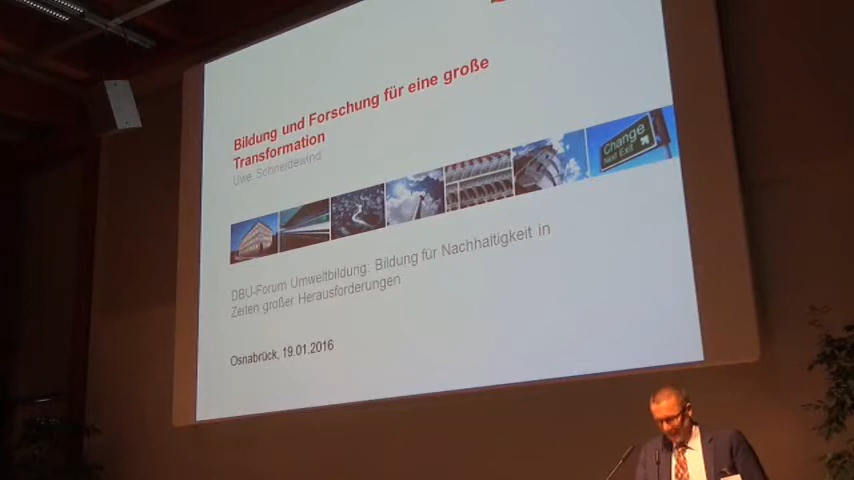 Bildung und Forschung für eine große
Transformation
Uwe Schneidewind
Change
NEXT EXIT
DBU-Forum Umweltbildung: Bildung für Nachhaltigkeit in
Zeiten großer Herausforderungen
Osnabrück, 19.01.2016